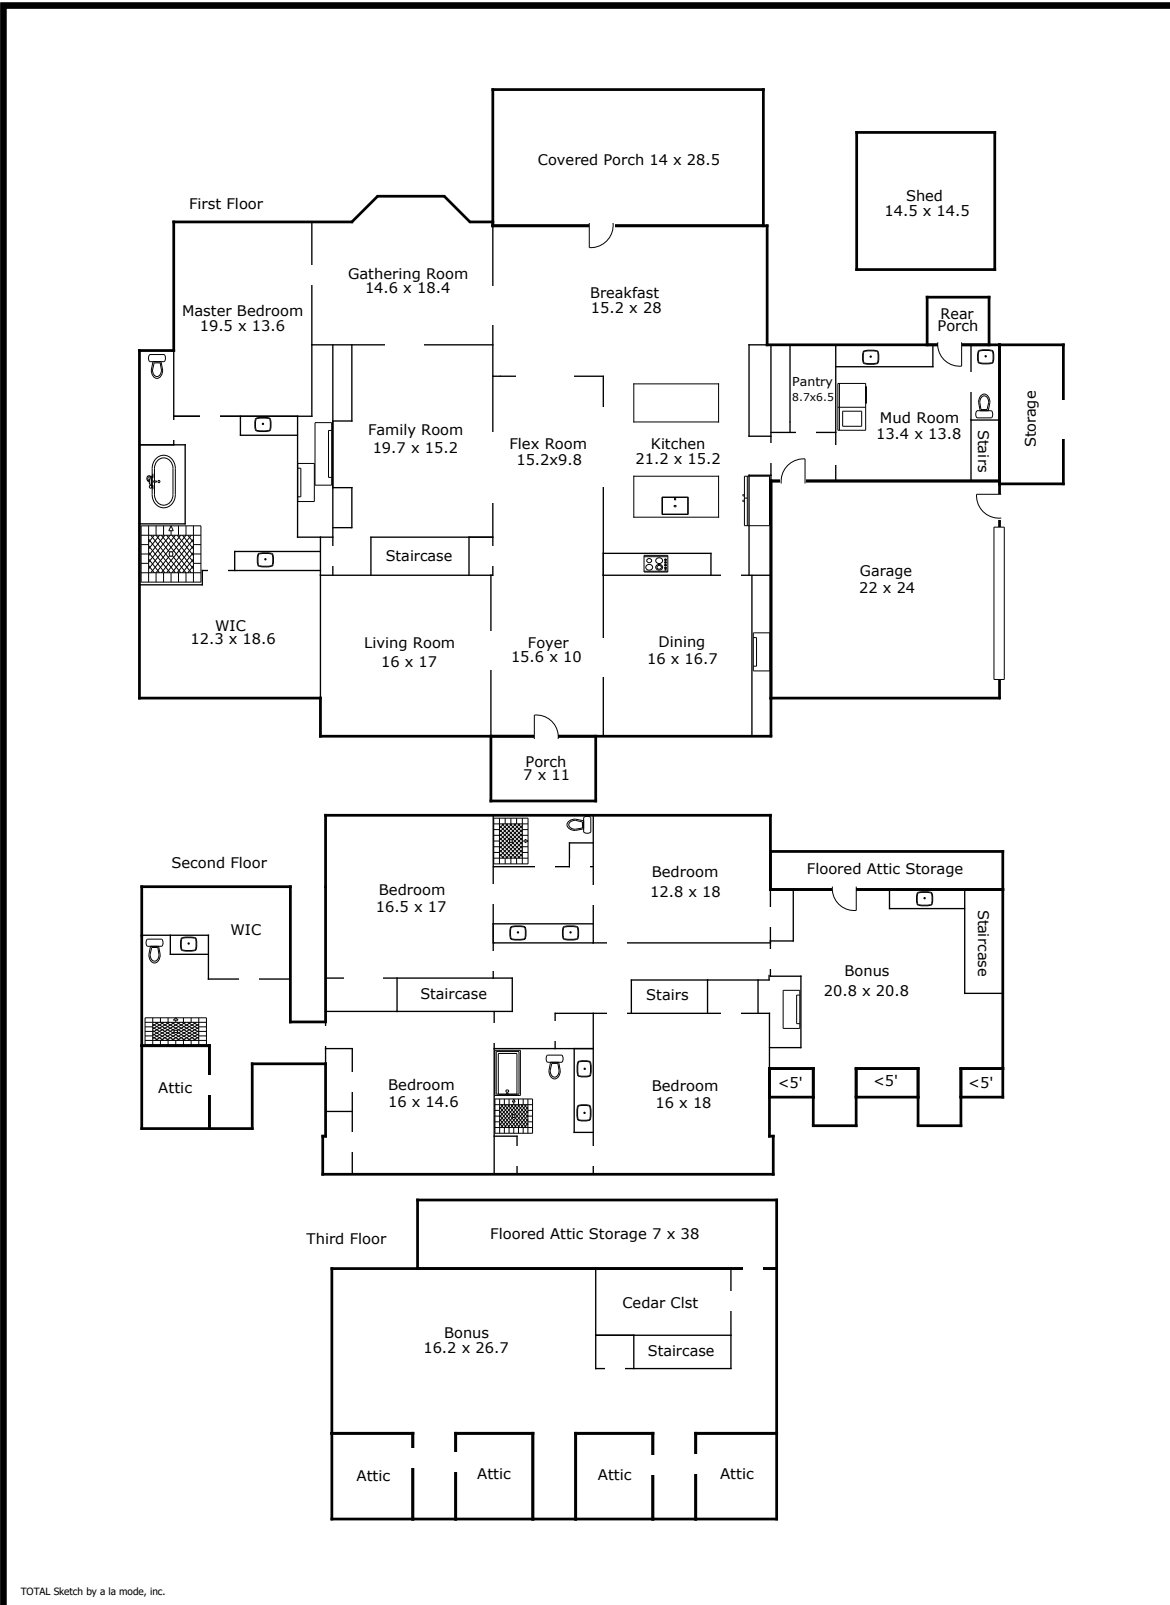 Covered Porch 14 x 28.5
Shed
14.5 x 14.5
First Floor
Gathering Room
14.6 x 18.4
Breakfast
15.2 x 28
Master Bedroom
19.5 x 13.6
Rear
Porch
Pantry
8.7x6.5
Mud Room
13.4 x 13.8
Stairs
Storage
Family Room
19.7 x 15.2
Flex Room
15.2x9.8
Kitchen
21.2 x 15.2
Staircase
Garage
22 x 24
WIC
12.3 x 18.6
Living Room
16 x 17
Foyer
15.6 x 10
Dining
16 x 16.7
Porch
7 x 11
Second Floor
Bedroom
16.5 x 17
Bedroom
12.8 x 18
Floored Attic Storage
WIC
Staircase
Bonus
20.8 x 20.8
Staircase
Stairs
Attic
Bedroom
16 x 14.6
Bedroom
16 x 18
<5'
<5'
<5'
Third Floor
Floored Attic Storage 7 x 38
Cedar Clst
Bonus
16.2 x 26.7
Staircase
Attic
Attic
Attic
Attic
TOTAL Sketch by a la mode, inc.